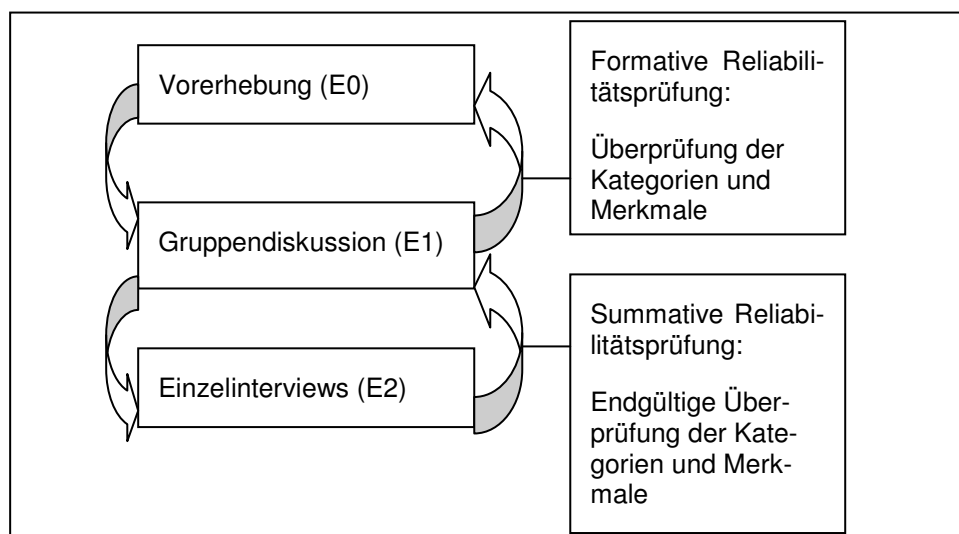 Vorerhebung (E0)
Gruppendiskussion (E1)
Einzelinterviews (E2)
Formative Reliabili-
tätsprüfung:
Überprüfung der
Kategorien und
Merkmale
Summative Reliabi-
litätsprüfung:
Endgültige Über-
prüfung der Kate-
gorien und Merk-
male